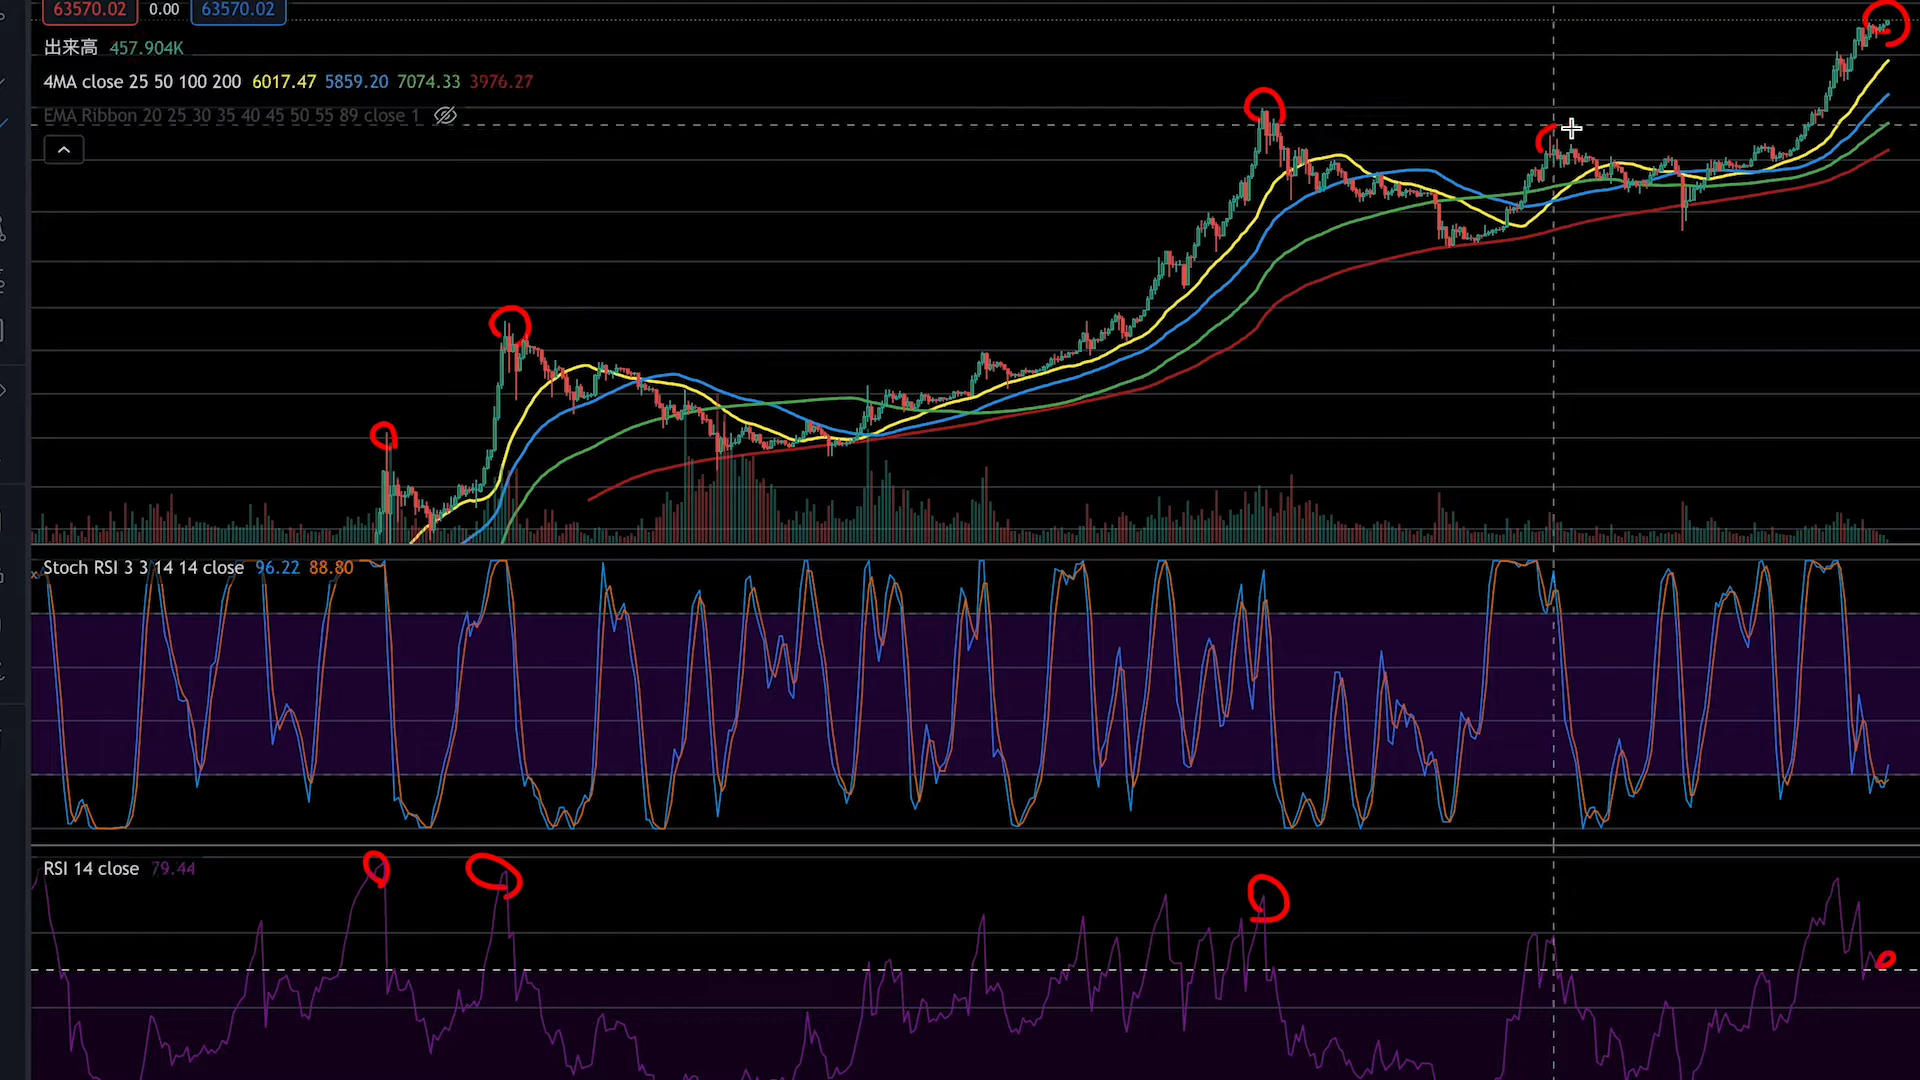 63570.02 0.00 63570.02
出来高 457.904K
4MA close 25 50 100 200 6017.47 5859.20 7074.33 3976.27
EMA Ribbon 20 25 30 35 40 45 50 55 89 close 1
Stoch RSI 3 3 14 14 close 96.22 88.80
RSI 14 close 79.44